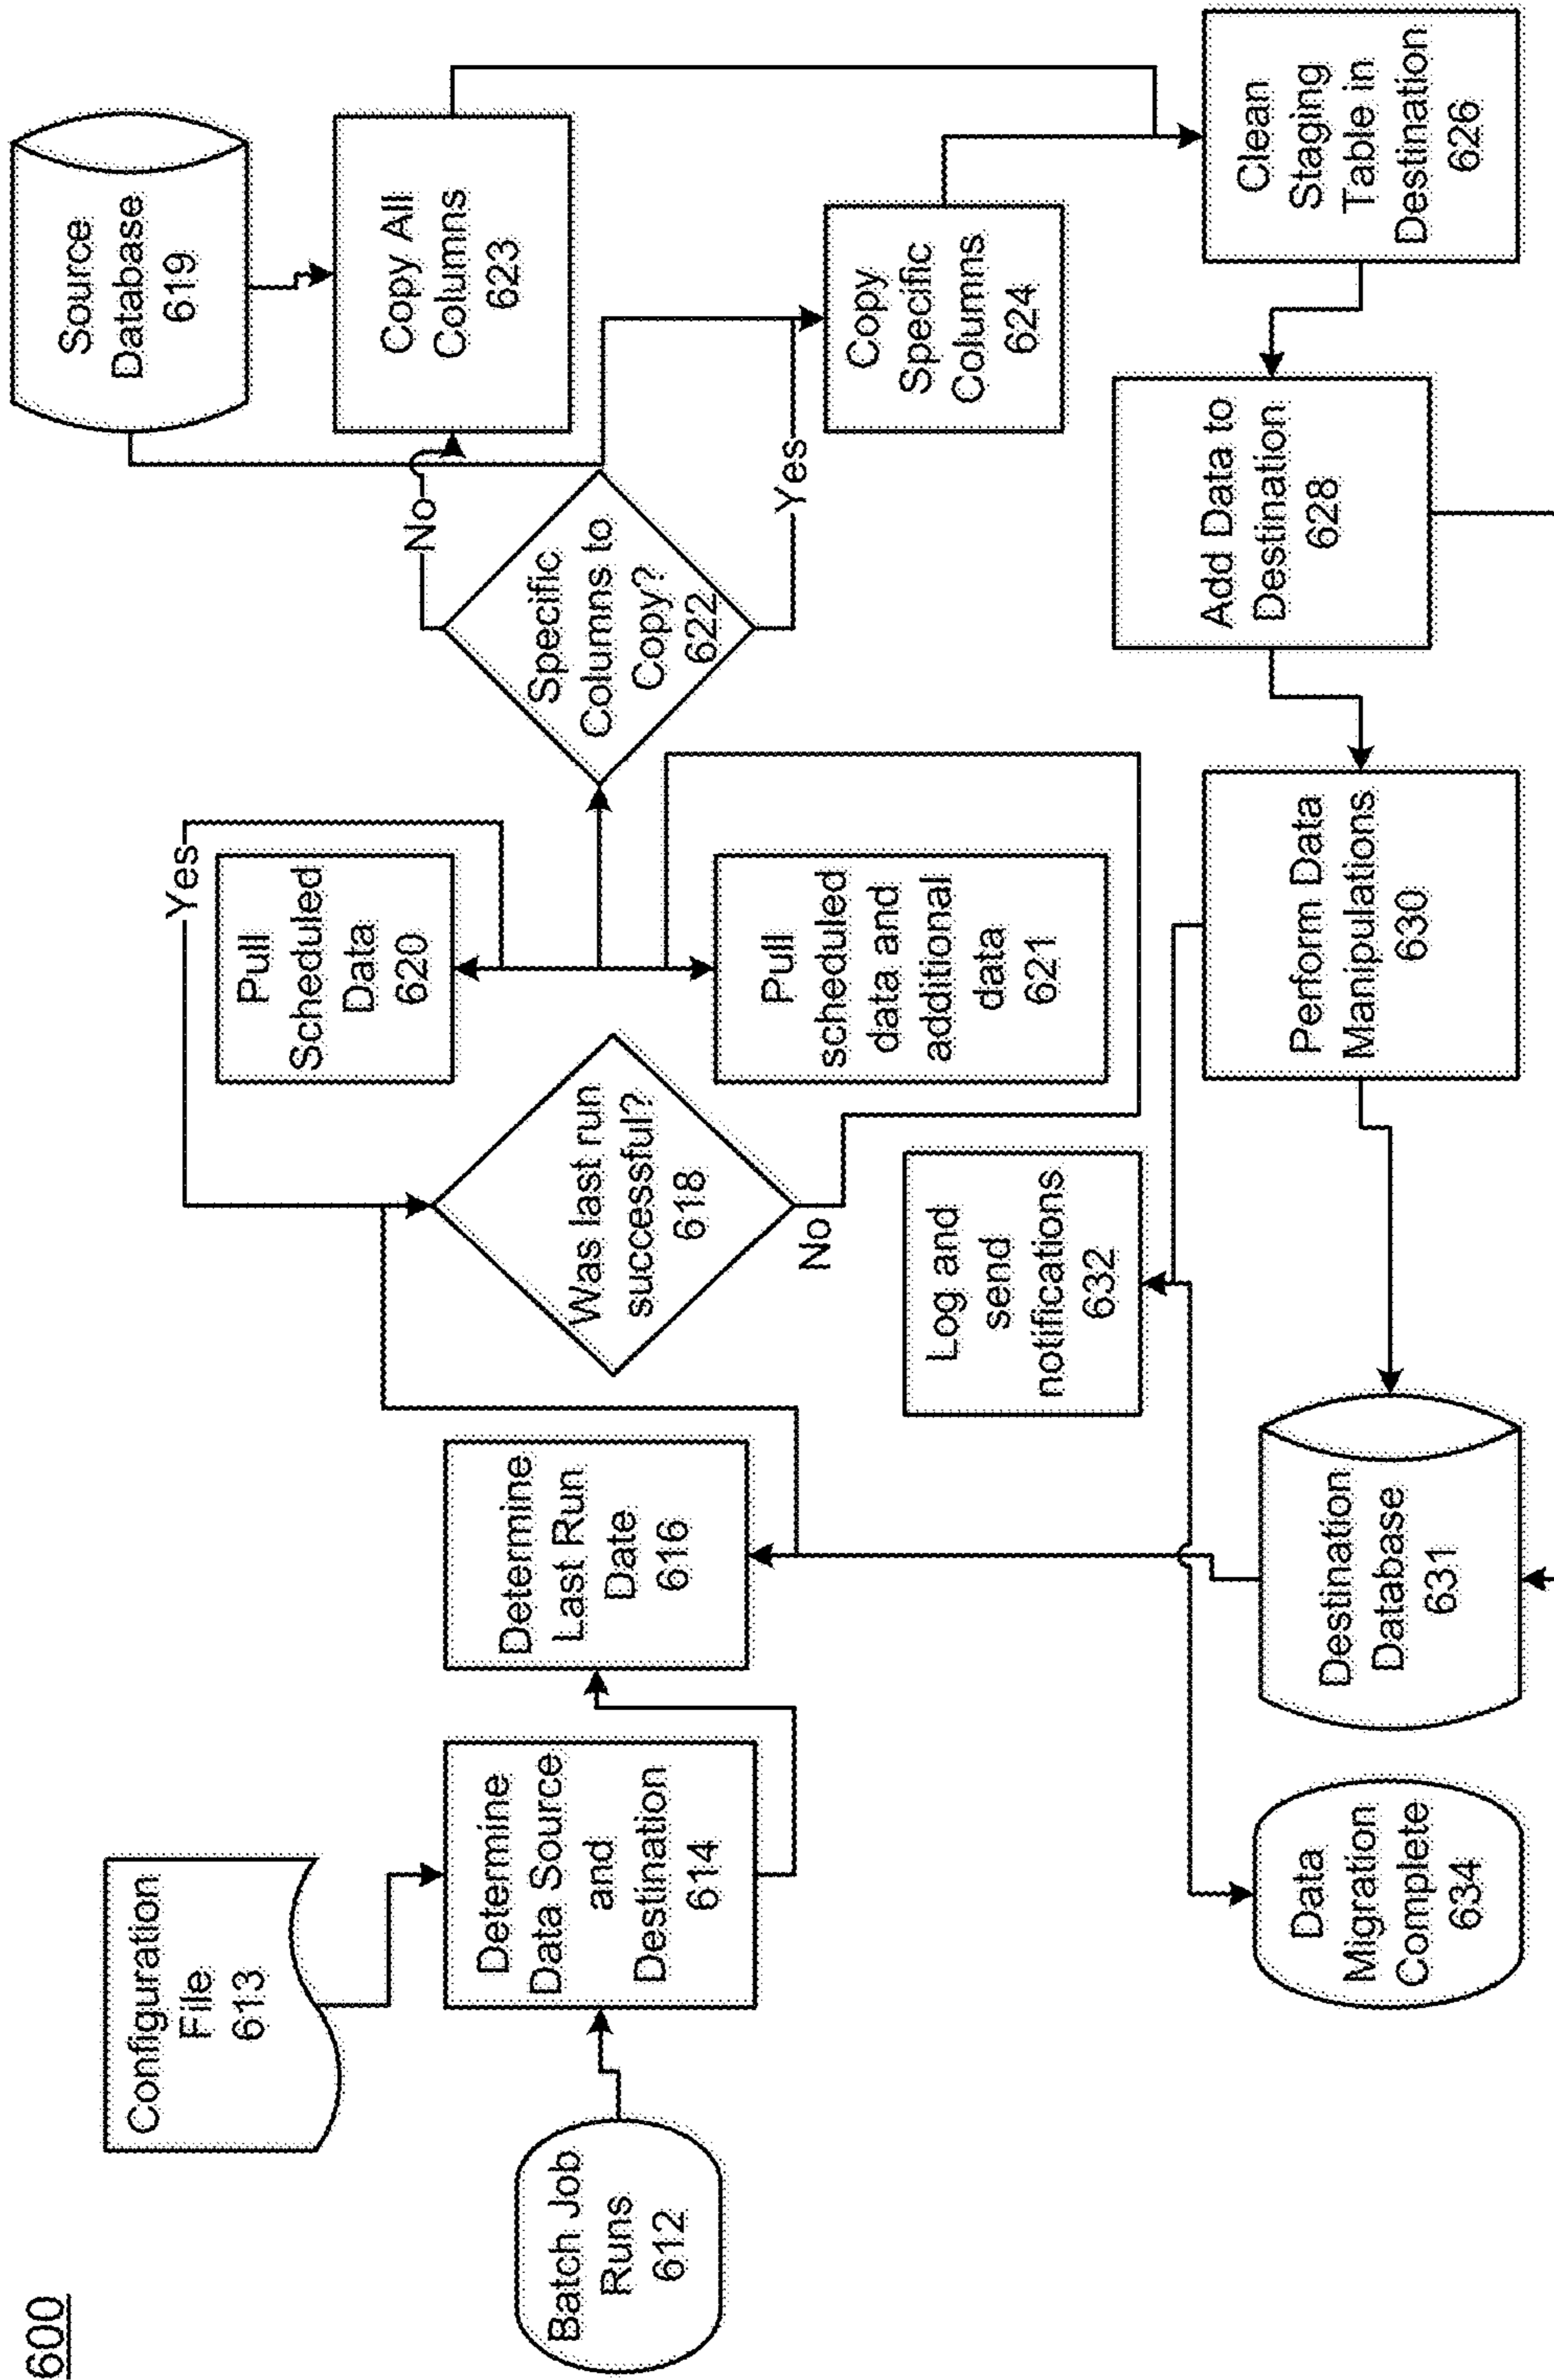 600
Batch Job
Runs
612
Configuration
File
613
Determine
Data Source
and
Destination
614
Determine
Last Run
Date
616
Was last run
successful?
618
Yes
No
Pull
Scheduled
Data
620
Pull
scheduled
data and
additional
data
621
Specific
Columns to
Copy?
622
No
Yes
Source
Database
619
Copy All
Columns
623
Copy
Specific
Columns
624
Clean
Staging
Table in
Destination
626
Add Data to
Destination
628
Perform Data
Manipulations
630
Log and
send
notifications
632
Destination
Database
631
Data
Migration
Complete
634